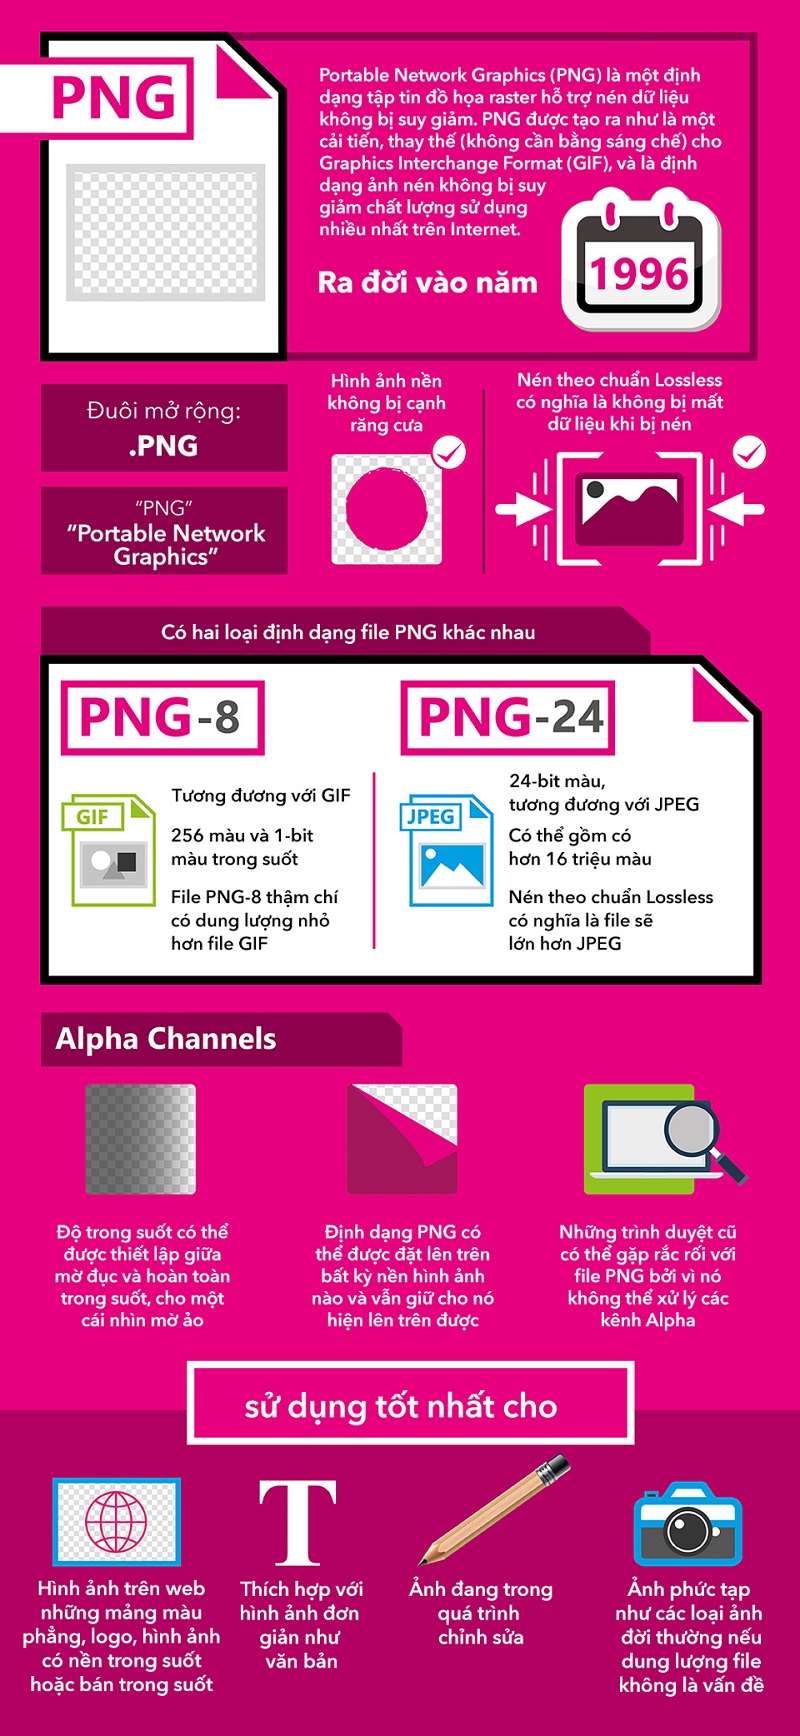 PNG
Portable Network Graphics (PNG) là một định
dạng tập tin đồ họa raster hỗ trợ nén dữ liệu
không bị suy giảm. PNG được tạo ra như là một
cải tiến, thay thế (không cần bằng sáng chế) cho
Graphics Interchange Format (GIF), và là định
dạng ảnh nén không bị suy
giảm chất lượng sử dụng
nhiều nhất trên Internet.
Ra đời vào năm
1996
Đuôi mở rộng:
.PNG
"PNG"
"Portable Network
Graphics"
Hình ảnh nền
không bị cạnh
răng cưa
Nén theo chuẩn Lossless
có nghĩa là không bị mất
dữ liệu khi bị nén
Có hai loại định dạng file PNG khác nhau
PNG-8
GIF
Tương đương với GIF
256 màu và 1-bit
màu trong suốt
File PNG-8 thậm chí
có dung lượng nhỏ
hơn file GIF
PNG-24
JPEG
24-bit màu,
tương đương với JPEG
Có thể gồm có
hơn 16 triệu màu
Nén theo chuẩn Lossless
có nghĩa là file sẽ
lớn hơn JPEG
Alpha Channels
Độ trong suốt có thể
được thiết lập giữa
mờ đục và hoàn toàn
trong suốt, cho một
cái nhìn mờ ảo
Định dạng PNG có
thể được đặt lên trên
bất kỳ nền hình ảnh
nào và vẫn giữ cho nó
hiện lên trên được
Những trình duyệt cũ
có thể gặp rắc rối với
file PNG bởi vì nó
không thể xử lý các
kênh Alpha
sử dụng tốt nhất cho
Hình ảnh trên web
những mảng màu
phẳng, logo, hình ảnh
có nền trong suốt
hoặc bán trong suốt
T
Thích hợp với
hình ảnh đơn
giản như
văn bản
Ảnh đang trong
quá trình
chỉnh sửa
Ảnh phức tạp
như các loại ảnh
đời thường nếu
dung lượng file
không là vấn đề